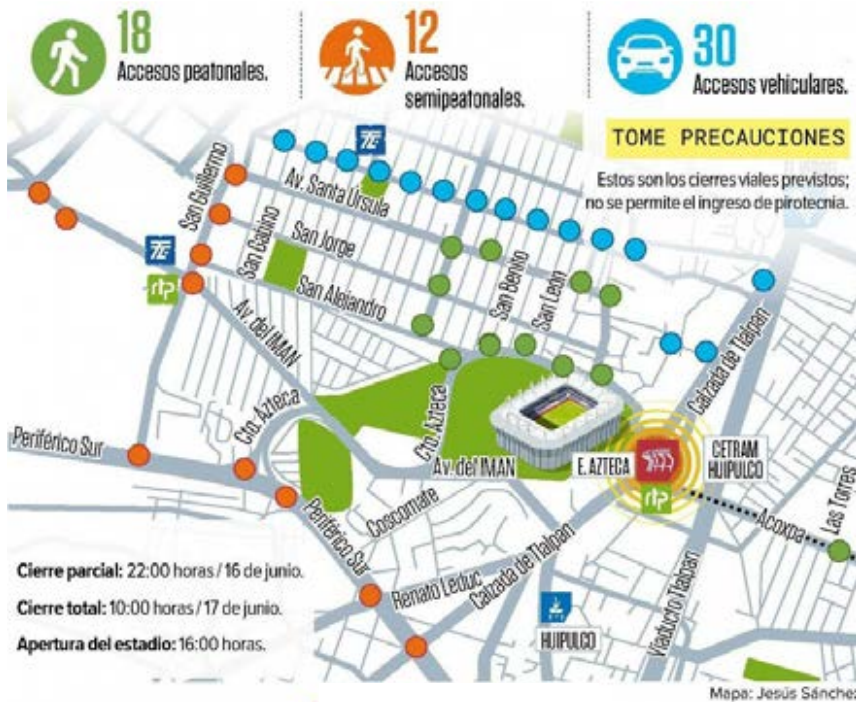 18
Accesos peatonales.
12
Accesos
semipeatonales.
30
Accesos vehiculares.
TOME PRECAUCIONES
Estos son los cierres viales previstos;
no se permite el ingreso de pirotecnia.
San Guillermo
Av. Santa Úrsula
San Gabino
San Jorge
San Alejandro
San Benito
San León
rtp
Av. del IMAN
Calzada de Tlalpan
Cto. Azteca
Cto. Azteca
Periférico Sur
Av. del IMAN
E. AZTECA
CETRAM
HUIPULCO
rtp
Las Torres
Acoxpa
Coscomate
Periférico Sur
Renato Leduc
Calzada de Tlalpan
Viaducto Tlalpan
HUIPULCO
Cierre parcial: 22:00 horas / 16 de junio.
Cierre total: 10:00 horas / 17 de junio.
Apertura del estadio: 16:00 horas.
Mapa: Jesús Sánchez